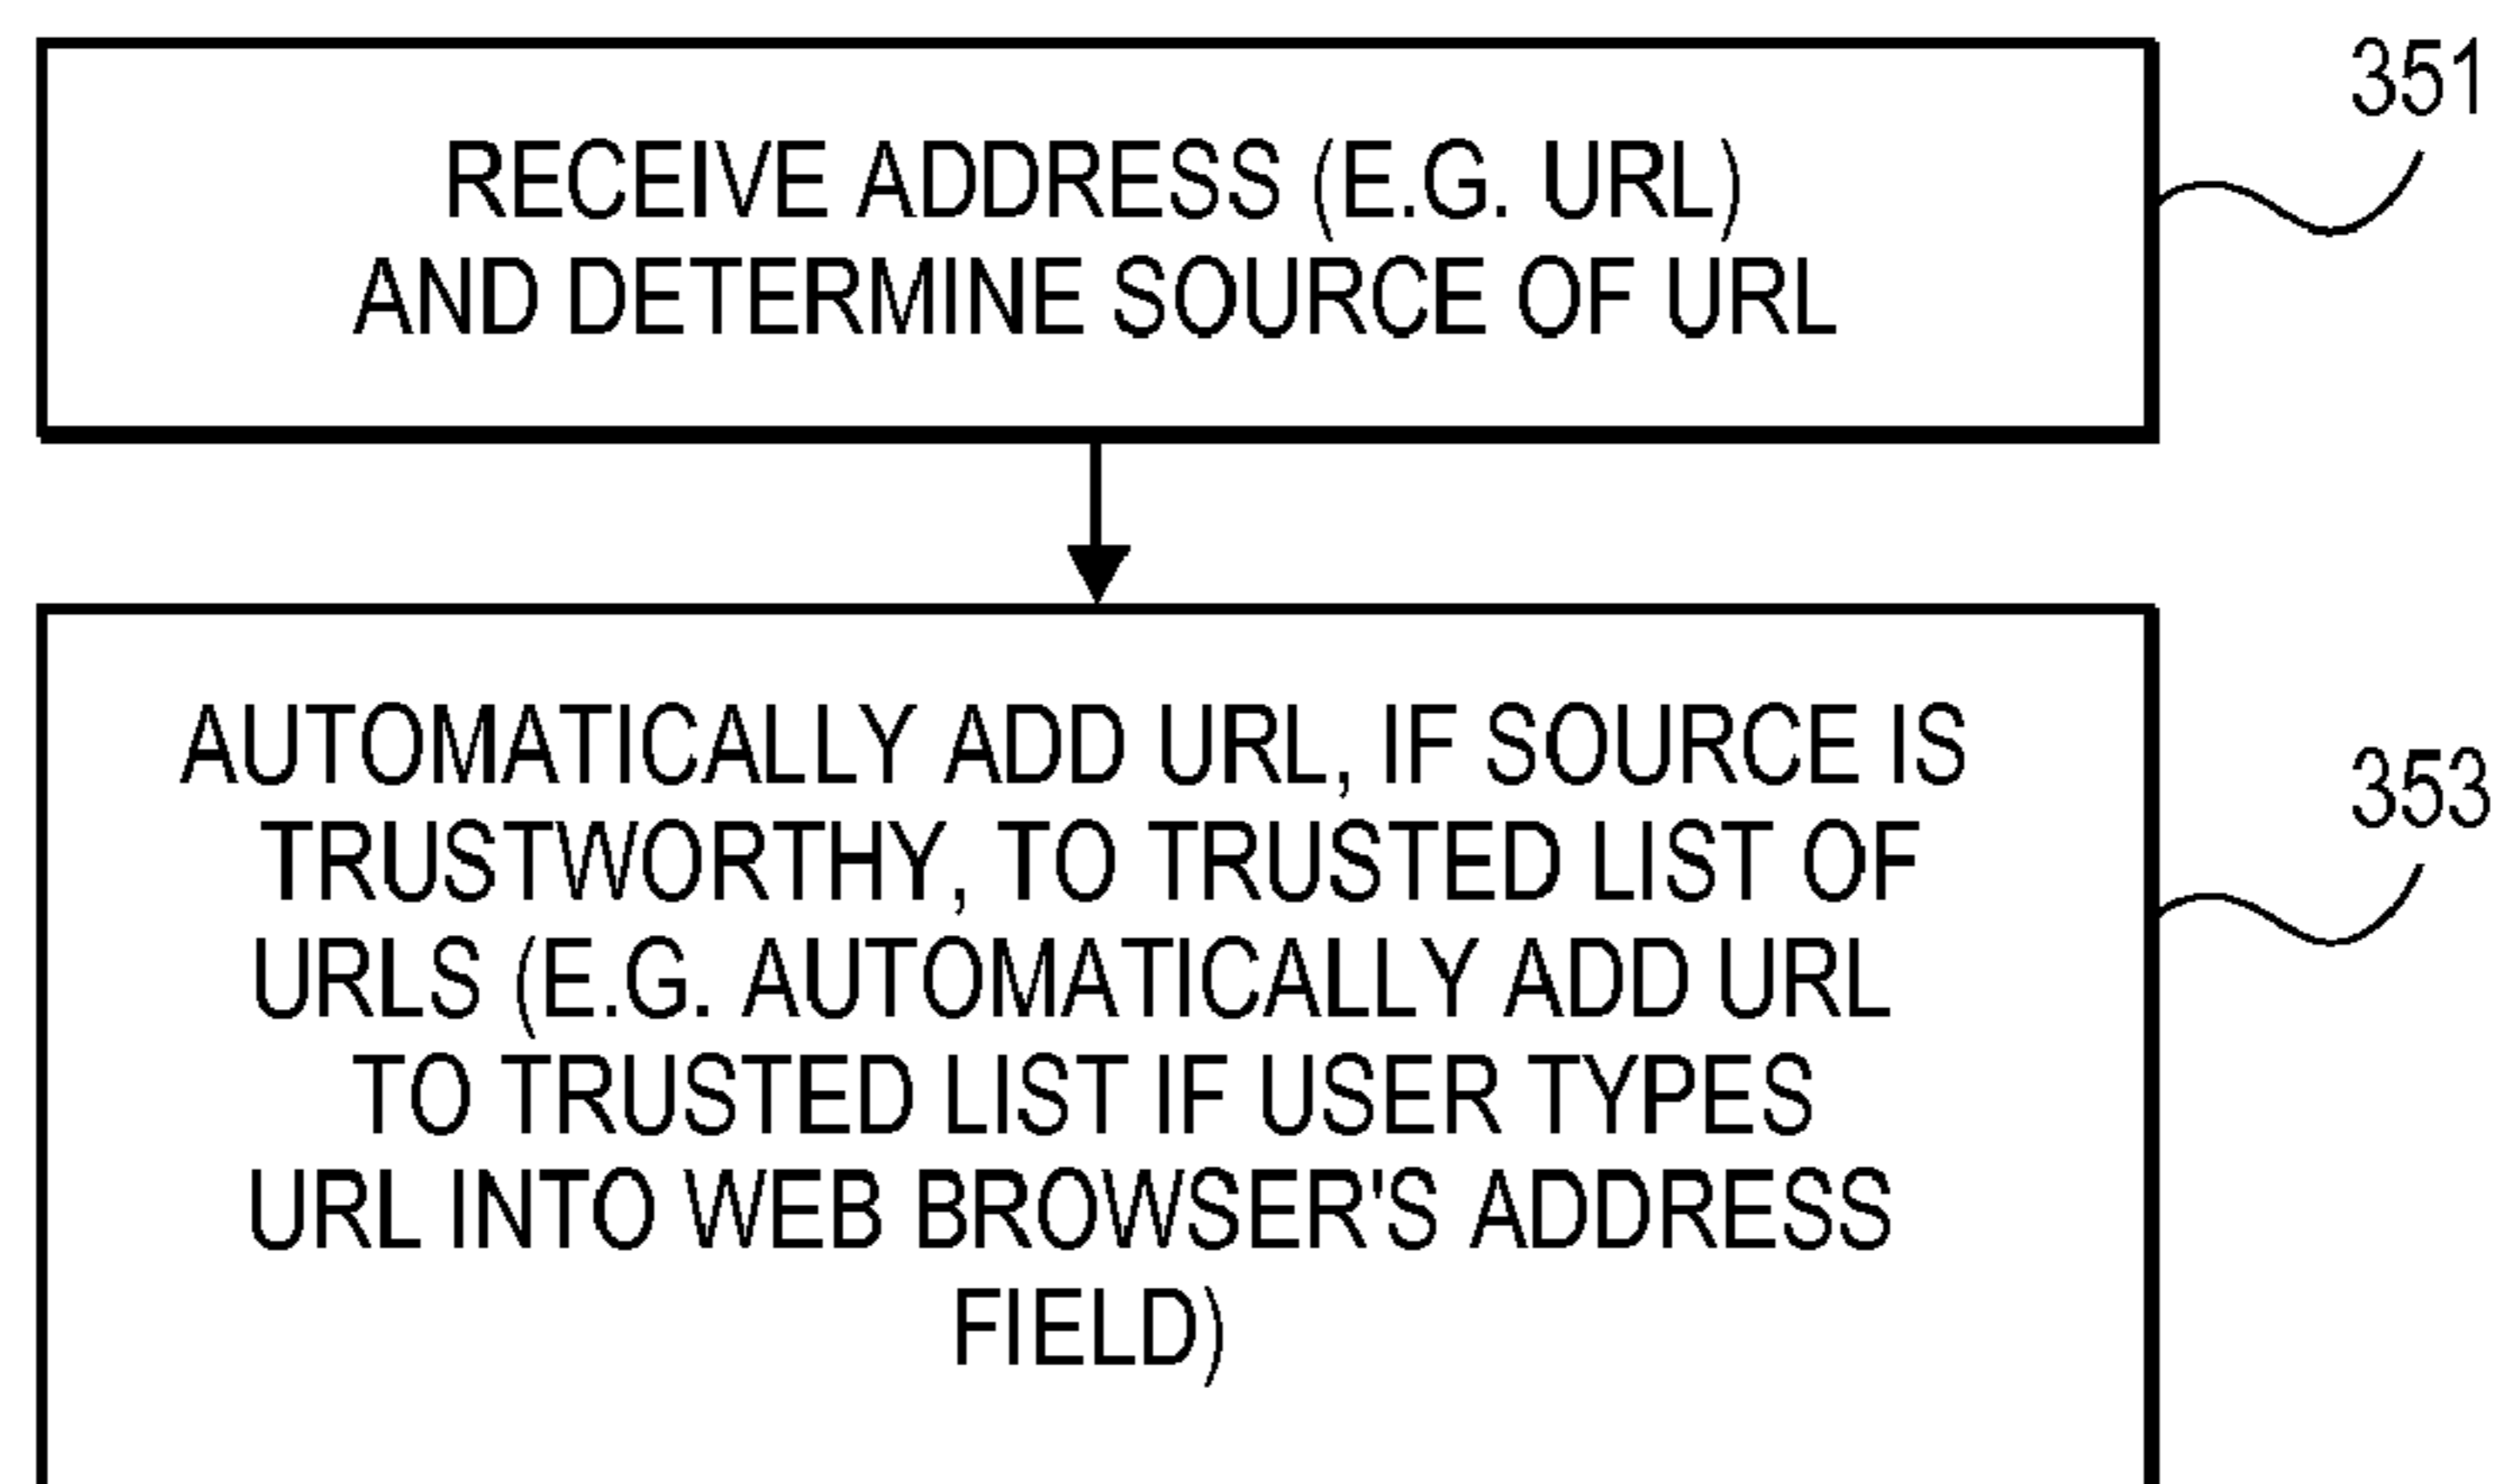 351
RECEIVE ADDRESS (E.G. URL)
AND DETERMINE SOURCE OF URL
AUTOMATICALLY ADD URL, IF SOURCE IS
TRUSTWORTHY, TO TRUSTED LIST OF
353
URLS (E.G. AUTOMATICALLY ADD URL
TO TRUSTED LIST IF USER TYPES
URL INTO WEB BROWSER'S ADDRESS
FIELD)